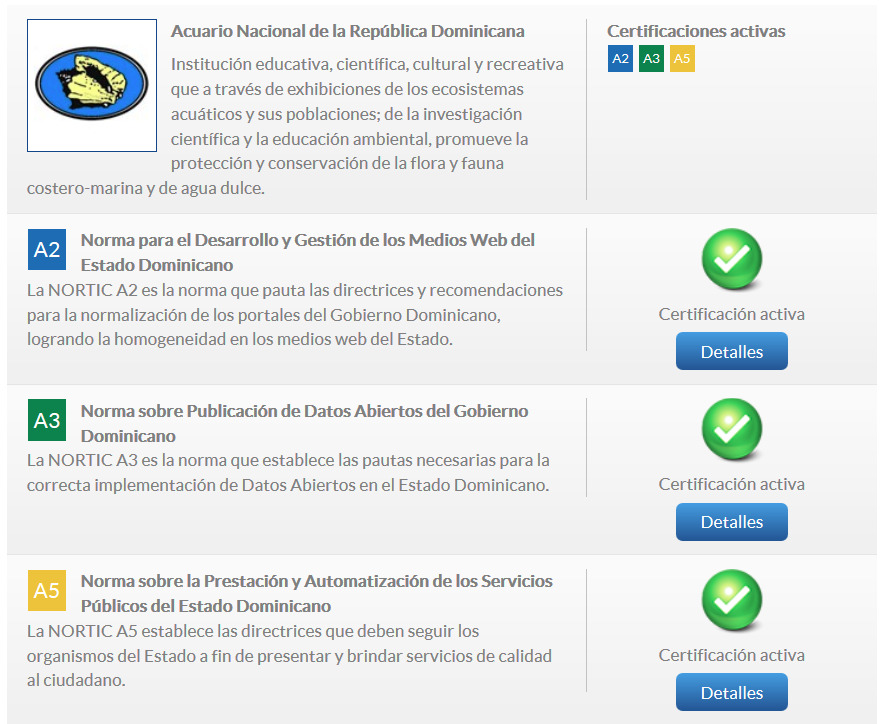 Acuario Nacional de la República Dominicana
Institución educativa, científica, cultural y recreativa
que a través de exhibiciones de los ecosistemas
acuáticos y sus poblaciones; de la investigación
científica y la educación ambiental, promueve la
protección y conservación de la flora y fauna
costero-marina y de agua dulce.
Certificaciones activas
A2 A3 A5
A2
Norma para el Desarrollo y Gestión de los Medios Web del
Estado Dominicano
La NORTIC A2 es la norma que pauta las directrices y recomendaciones
para la normalización de los portales del Gobierno Dominicano,
logrando la homogeneidad en los medios web del Estado.
Certificación activa
Detalles
A3
Norma sobre Publicación de Datos Abiertos del Gobierno
Dominicano
La NORTIC A3 es la norma que establece las pautas necesarias para la
correcta implementación de Datos Abiertos en el Estado Dominicano.
Certificación activa
Detalles
A5
Norma sobre la Prestación y Automatización de los Servicios
Públicos del Estado Dominicano
La NORTIC A5 establece las directrices que deben seguir los
organismos del Estado a fin de presentar y brindar servicios de calidad
al ciudadano.
Certificación activa
Detalles